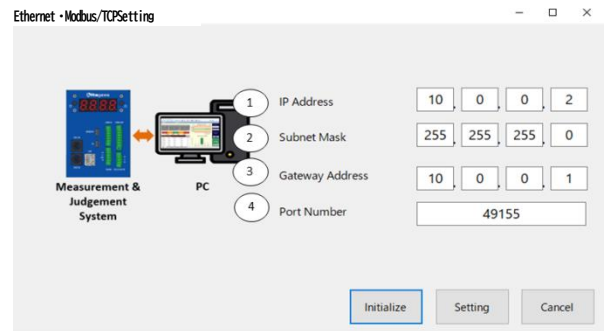 Ethernet・Modbus/TCPSetting
8888
1 IP Address 10 . 0 . 0 . 2
2 Subnet Mask 255 . 255 . 255 . 0
3 Gateway Address 10 . 0 . 0 . 1
4 Port Number 49155
Measurement &
Judgement
System
PC
Initialize Setting Cancel